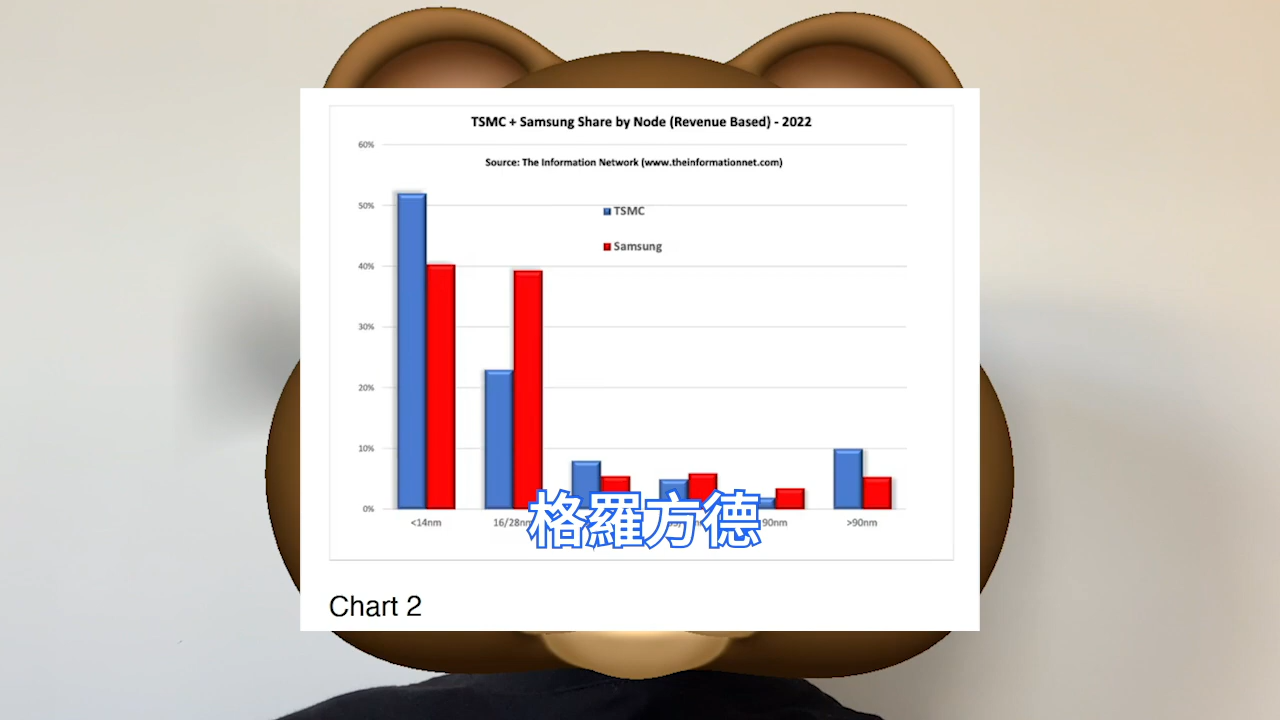 TSMC + Samsung Share by Node (Revenue Based) - 2022
60%
Source: The Information Network (www.theinformationnet.com)
50%
TSMC
Samsung
40%
30%
20%
10%
0%
<14nm 16/28nm 90nm >90nm
格羅方德
Chart 2